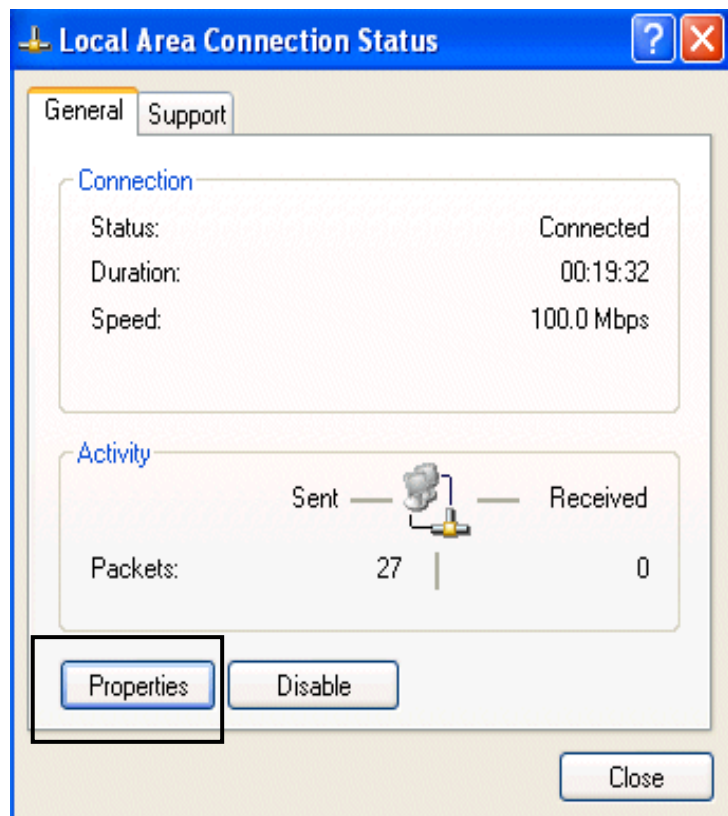 Local Area Connection Status
General Support
Connection
Status: Connected
Duration: 00:19:32
Speed: 100.0 Mbps
Activity
Sent Received
Packets: 27 0
Properties Disable
Close